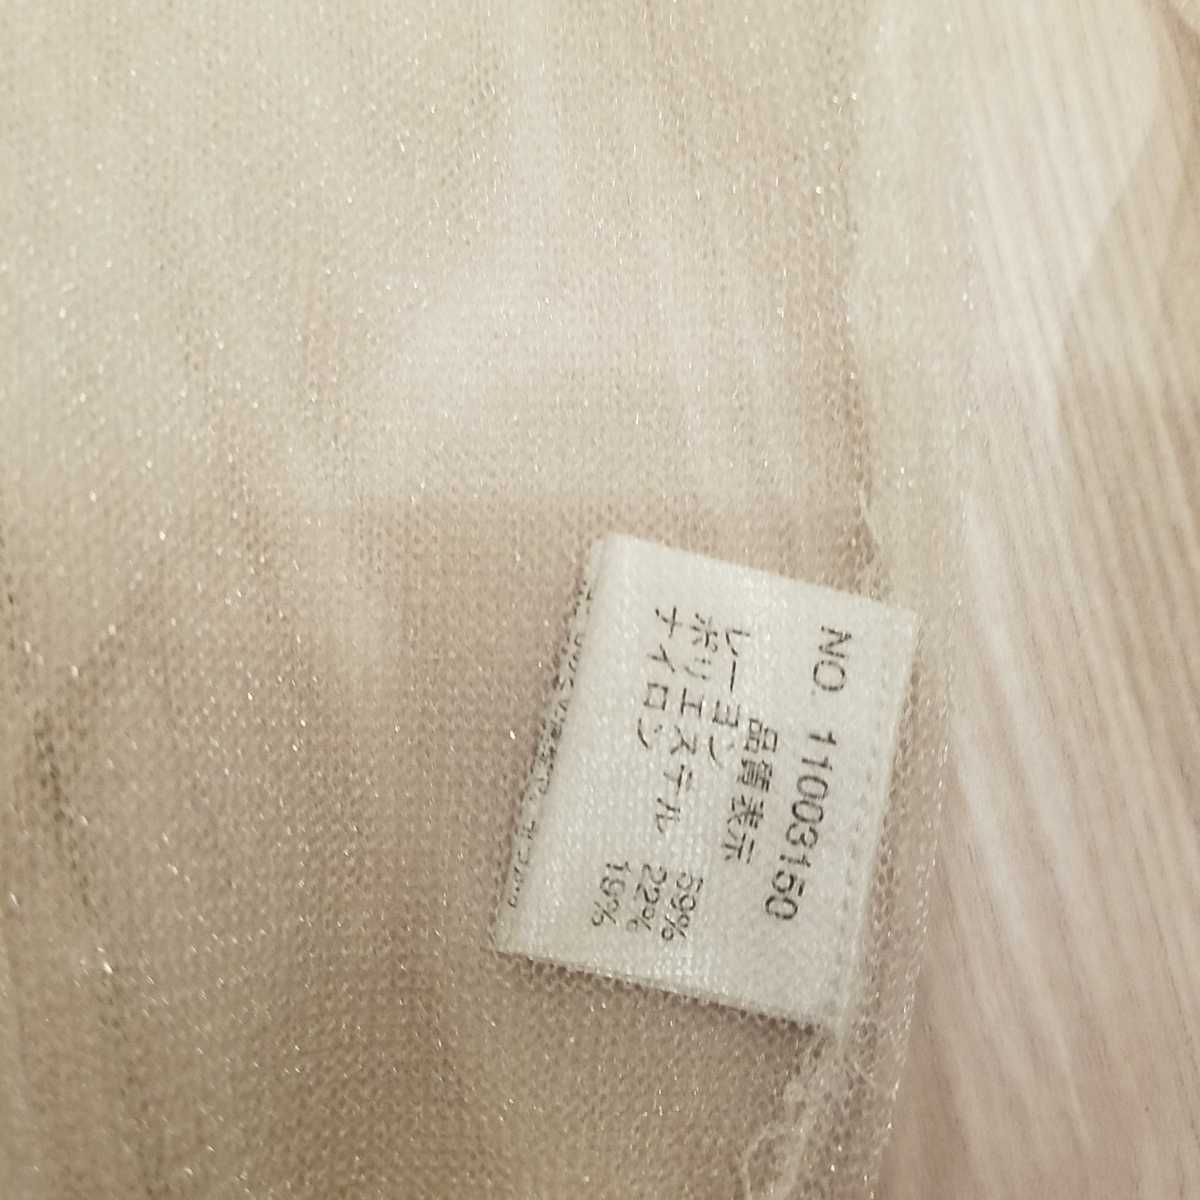 NO. 11003150
品質表示
レーヨン 59%
ポリエステル 22%
ナイロン 19%